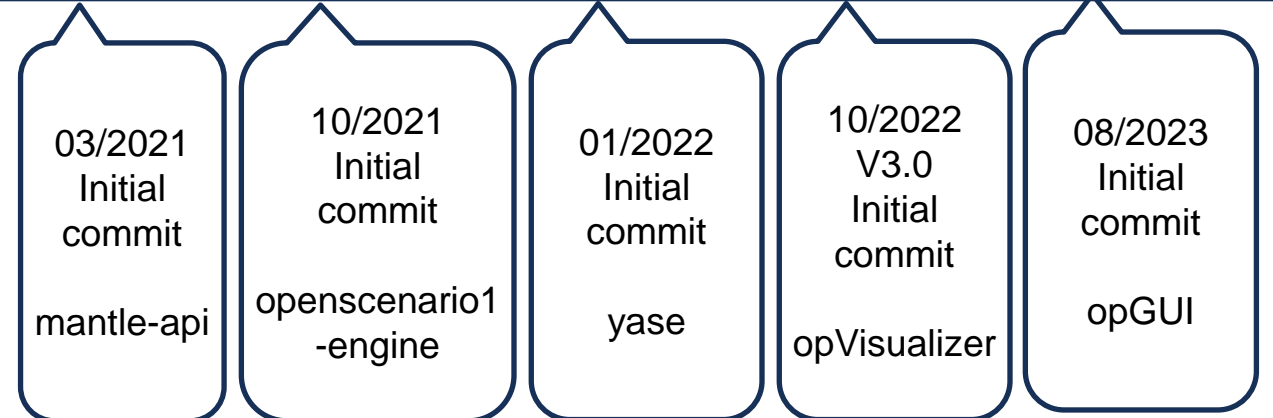 03/2021
Initial
commit
mantle-api
10/2021
Initial
commit
openscenario1
-engine
01/2022
Initial
commit
yase
10/2022
V3.0
Initial
commit
opVisualizer
08/2023
Initial
commit
opGUI